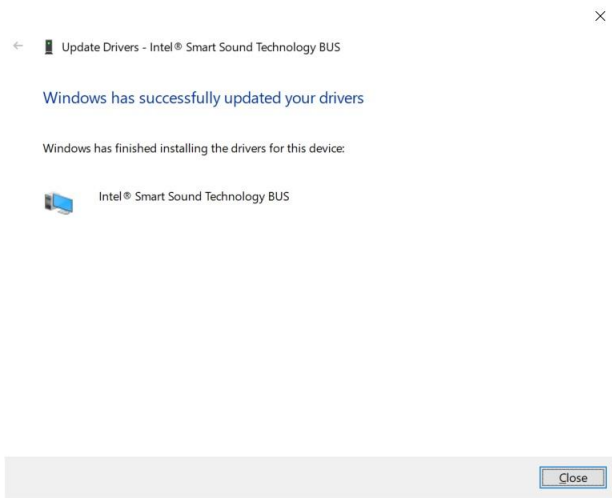 Update Drivers - Intel® Smart Sound Technology BUS
Windows has successfully updated your drivers
Windows has finished installing the drivers for this device:
Intel® Smart Sound Technology BUS
Close